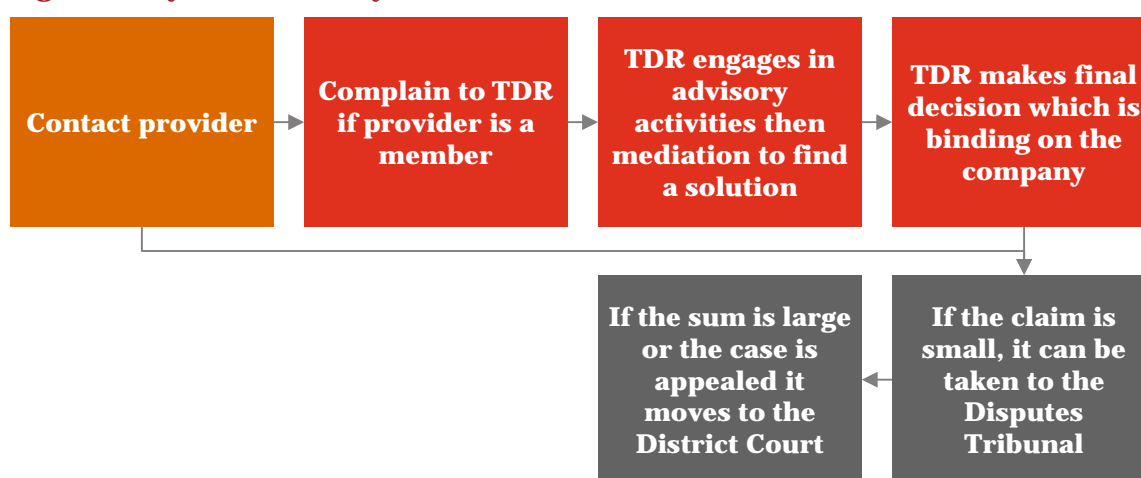 Contact provider
Complain to TDR
if provider is a
member
TDR engages in
advisory
activities then
mediation to find
a solution
TDR makes final
decision which is
binding on the
company
If the sum is large
or the case is
appealed it
moves to the
District Court
If the claim is
small, it can be
taken to the
Disputes
Tribunal